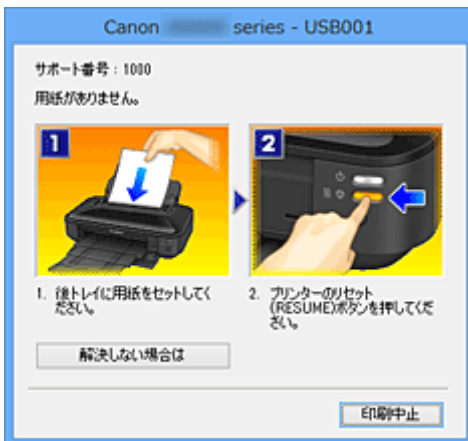 Canon series - USB001
サポート番号：1000
用紙がありません。
1
2
1. 後トレイに用紙をセットしてく
ださい。
2. プリンターのリセット
(RESUME)ボタンを押してくだ
さい。
解決しない場合は
印刷中止